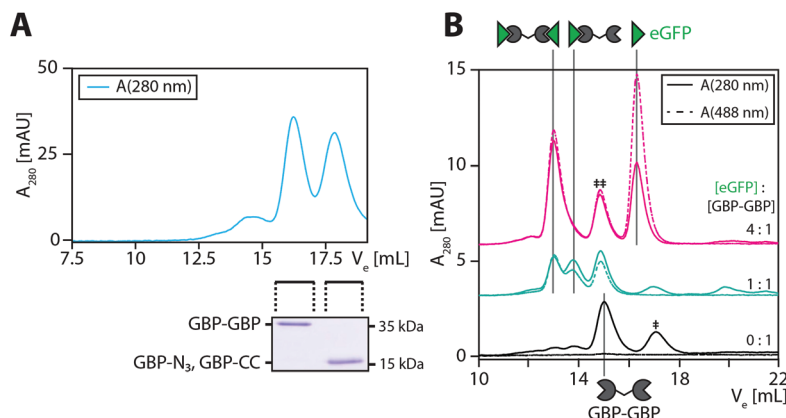 A
A(280 nm)
A₂₈₀ [mAU]
50
25
0
7.5 10 12.5 15 17.5
Vₑ [mL]
GBP-GBP
35 kDa
GBP-N₃, GBP-CC
15 kDa
B
eGFP
A(280 nm)
A(488 nm)
A₂₈₀ [mAU]
15
10
5
0
‡‡
[eGFP] :
[GBP-GBP]
4 : 1
1 : 1
‡
0 : 1
10 14 16 18 22
Vₑ [mL]
GBP-GBP